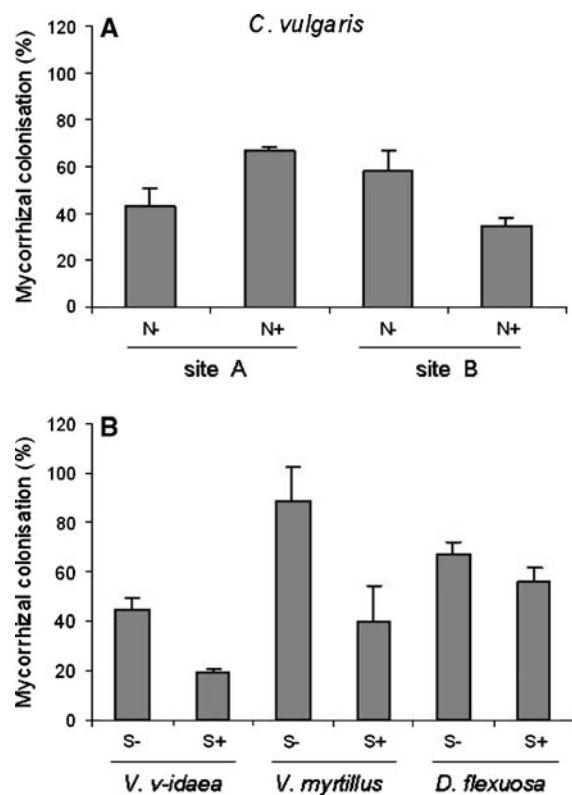 A
C. vulgaris
Mycorrhizal colonisation (%)
120
100
80
60
40
20
0
N- N+ N- N+
site A site B
B
Mycorrhizal colonisation (%)
120
100
80
60
40
20
0
S- S+ S- S+ S- S+
V. v-idaea V. myrtillus D. flexuosa